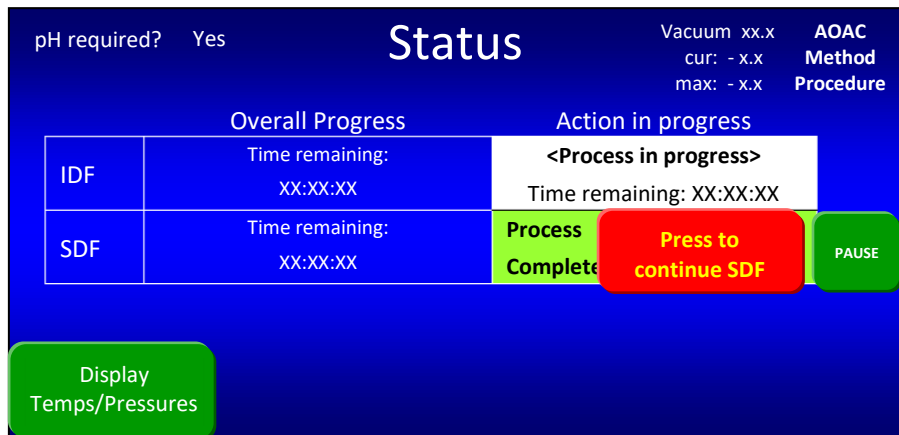 pH required? Yes
Status
Vacuum xx.x
cur: - x.x
max: - x.x
AOAC
Method
Procedure
Overall Progress
Action in progress
IDF
Time remaining:
XX:XX:XX
<Process in progress>
Time remaining: XX:XX:XX
SDF
Time remaining:
XX:XX:XX
Process
Complete
Press to
continue SDF
PAUSE
Display
Temps/Pressures